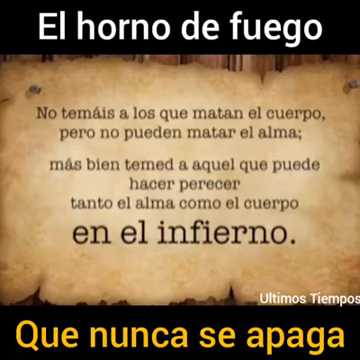 El horno de fuego
No temáis a los que matan el cuerpo,
pero no pueden matar el alma;
más bien temed a aquel que puede
hacer perecer
tanto el alma como el cuerpo
en el infierno.
Ultimos Tiempos
Que nunca se apaga